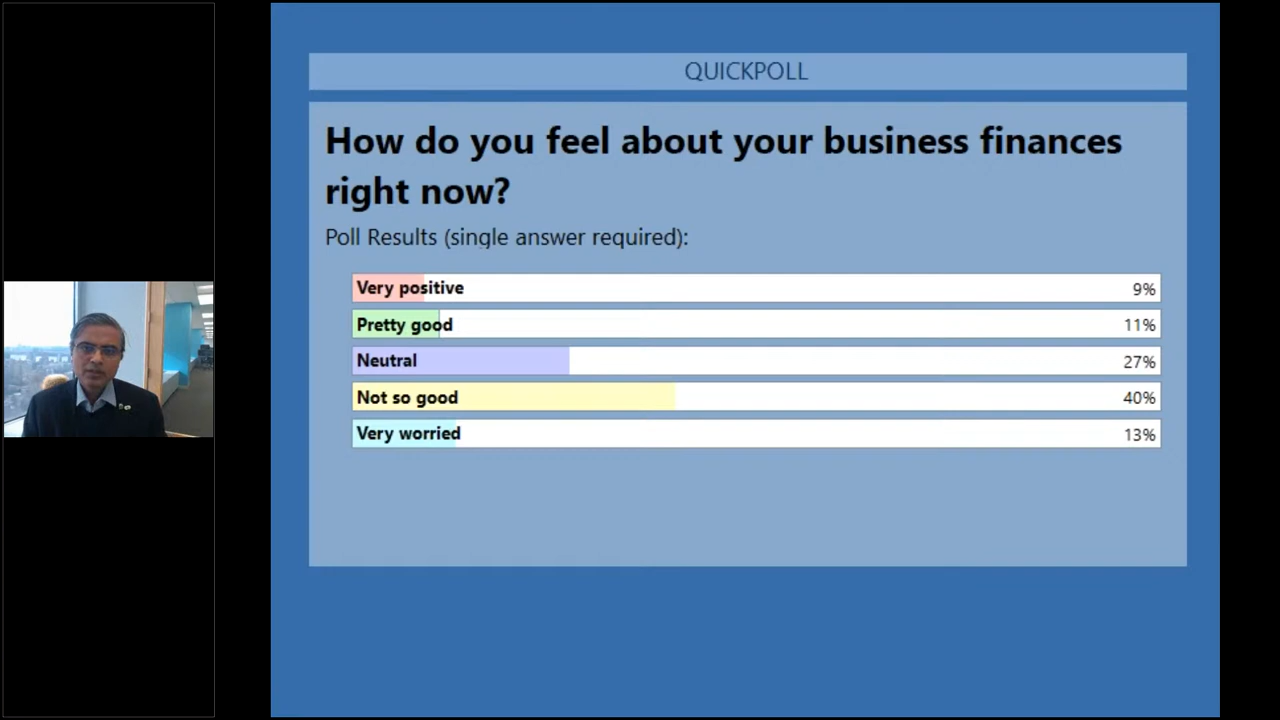 QUICKPOLL
How do you feel about your business finances
right now?
Poll Results (single answer required):
Very positive 9%
Pretty good 11%
Neutral 27%
Not so good 40%
Very worried 13%